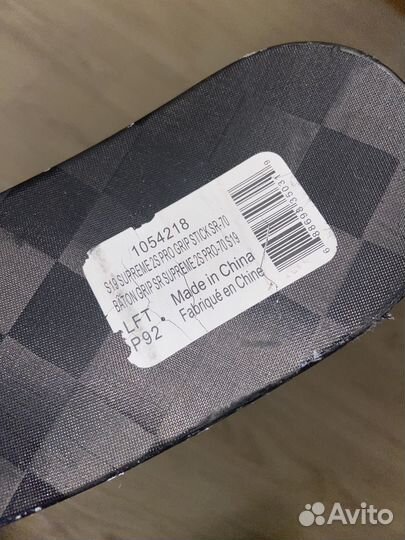 1054218
S19 SUPREME 2S PRO GRIP STICK SR-70
BATON GRIP SR SUPREME 2S PRO-70 S19
LFT
P92
Made in China
Fabriqué en Chine
Avito